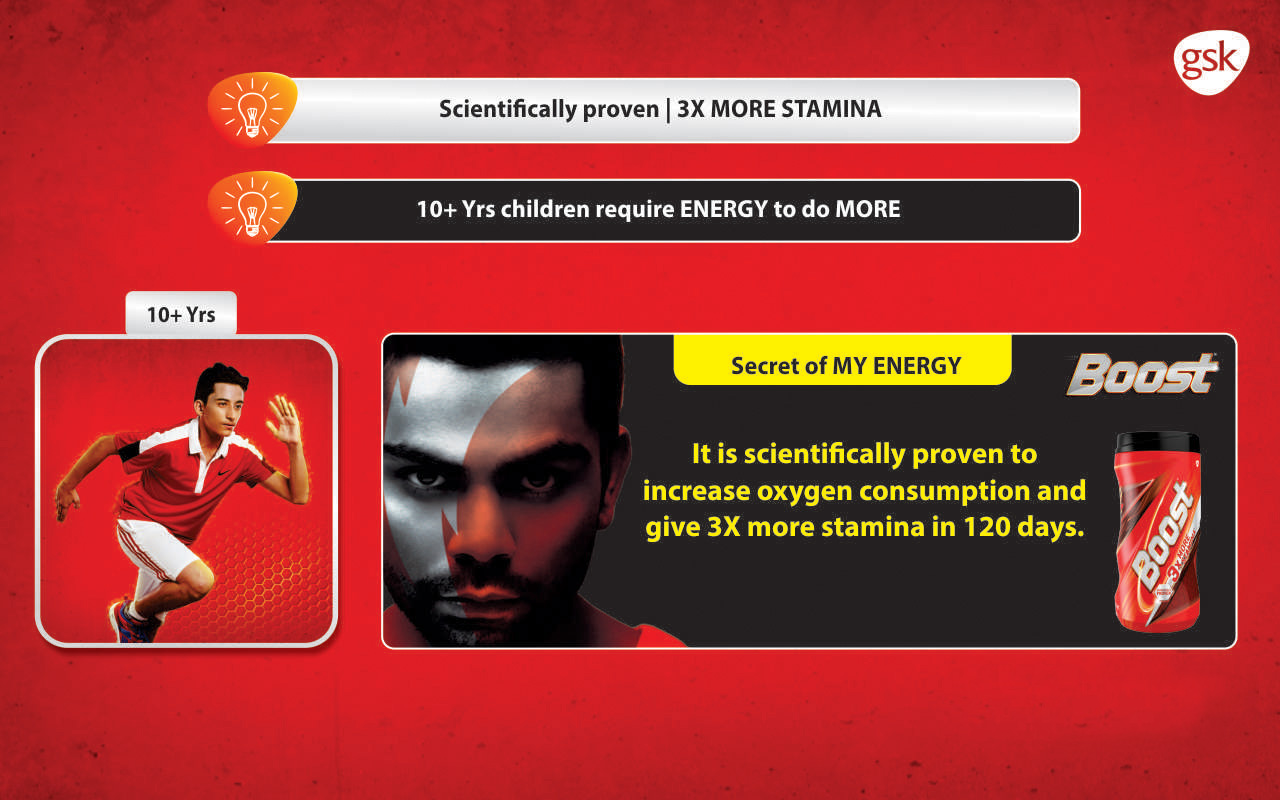 gsk
Scientifically proven | 3X MORE STAMINA
10+ Yrs children require ENERGY to do MORE
10+ Yrs
Secret of MY ENERGY
Boost
It is scientifically proven to
increase oxygen consumption and
give 3X more stamina in 120 days.
Boost
3X MORE